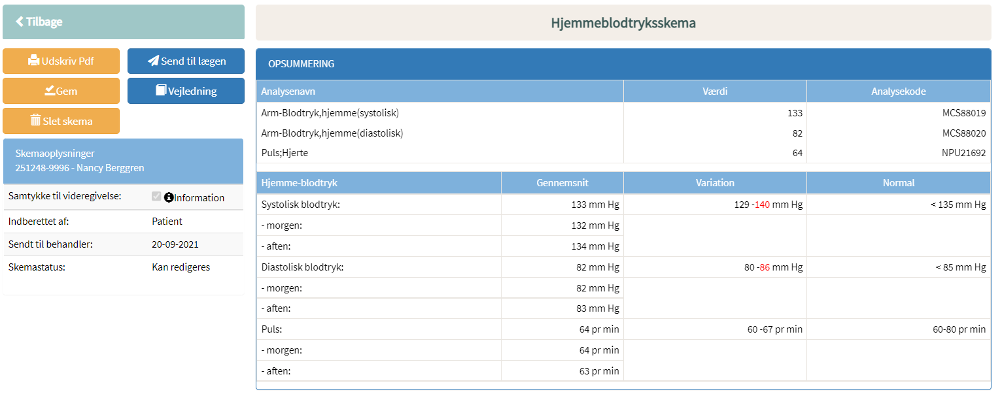 Tilbage
Udskriv Pdf
Send til lægen
Gem
Vejledning
Slet skema
Skemaoplysninger
251248-9996 - Nancy Berggren
Samtykke til videregivelse: Information
Indberettet af: Patient
Sendt til behandler: 20-09-2021
Skemastatus: Kan redigeres
Hjemmeblodtryksskema
OPSUMMERING
Analysenavn Værdi Analysekode
Arm-Blodtryk,hjemme(systolisk) 133 MCS88019
Arm-Blodtryk,hjemme(diastolisk) 82 MCS88020
Puls;Hjerte 64 NPU21692
Hjemme-blodtryk Gennemsnit Variation Normal
Systolisk blodtryk: 133 mm Hg 129 -140 mm Hg < 135 mm Hg
- morgen: 132 mm Hg
- aften: 134 mm Hg
Diastolisk blodtryk: 82 mm Hg 80 -86 mm Hg < 85 mm Hg
- morgen: 82 mm Hg
- aften: 83 mm Hg
Puls: 64 pr min 60 -67 pr min 60-80 pr min
- morgen: 64 pr min
- aften: 63 pr min